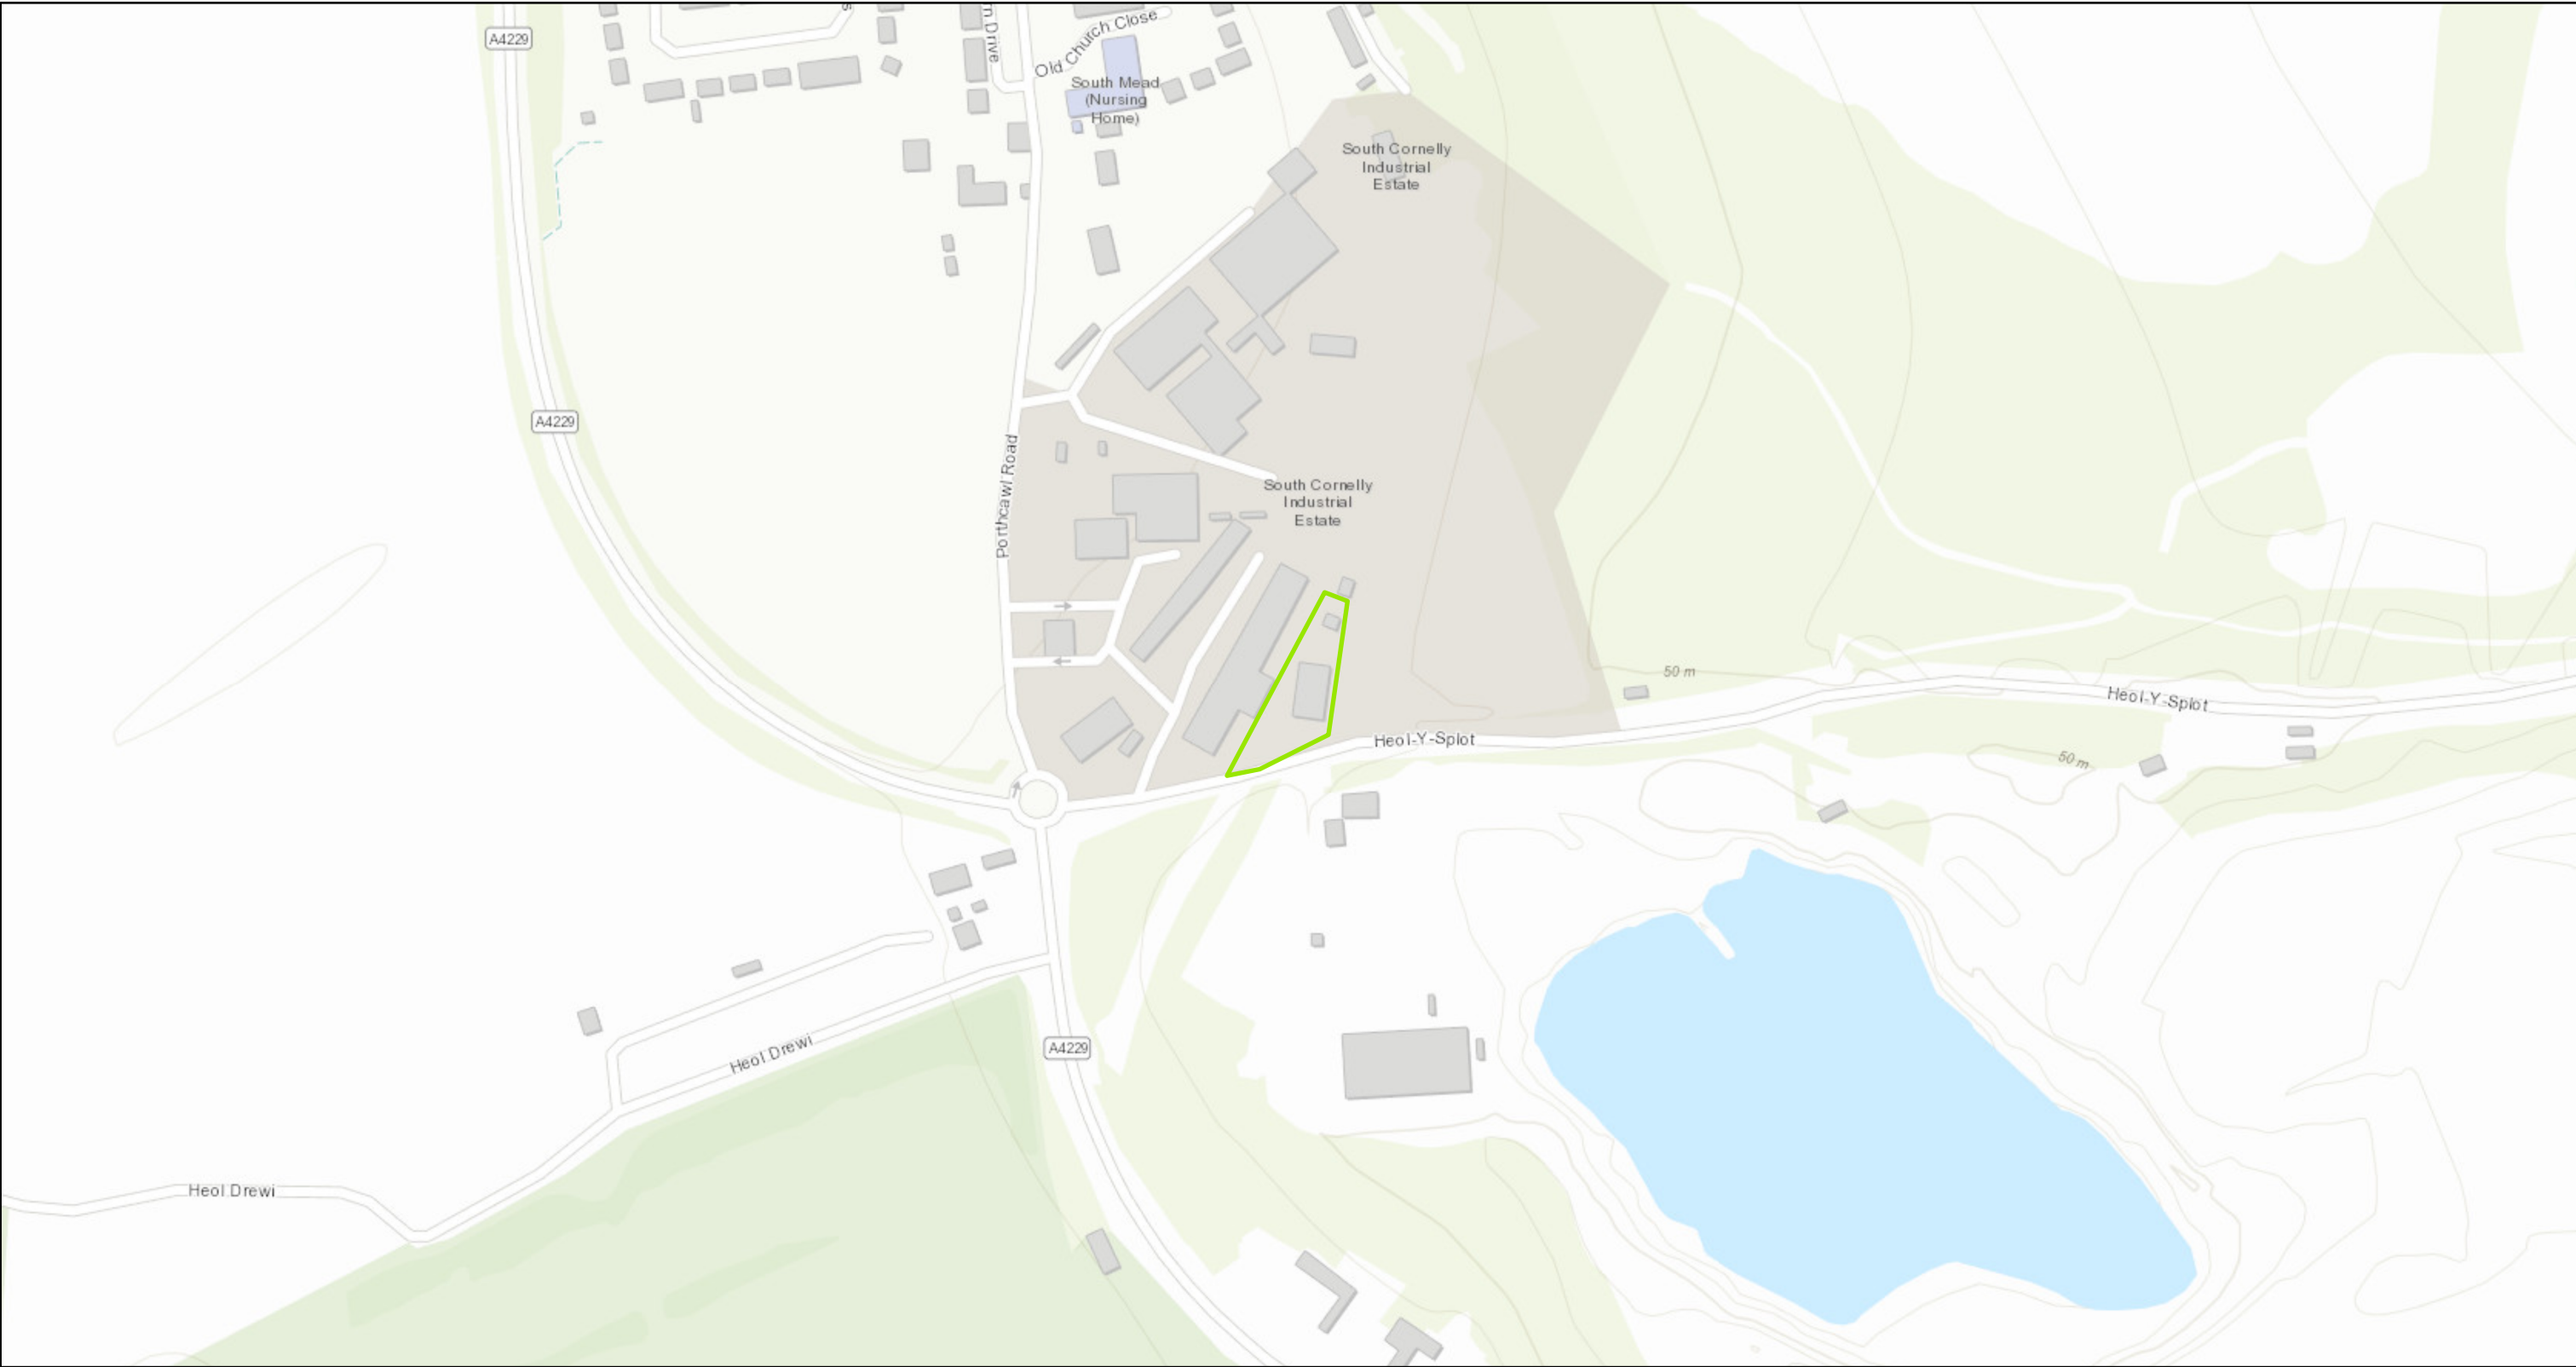 A4229
n Drive
Old Church Close
South Mead
(Nursing
Home)
South Cornelly
Industrial
Estate
A4229
Porthcawl Road
South Cornelly
Industrial
Estate
50 m
Heol-Y-Splot
Heol-Y-Splot
50 m
A4229
Heol Drewi
Heol Drewi